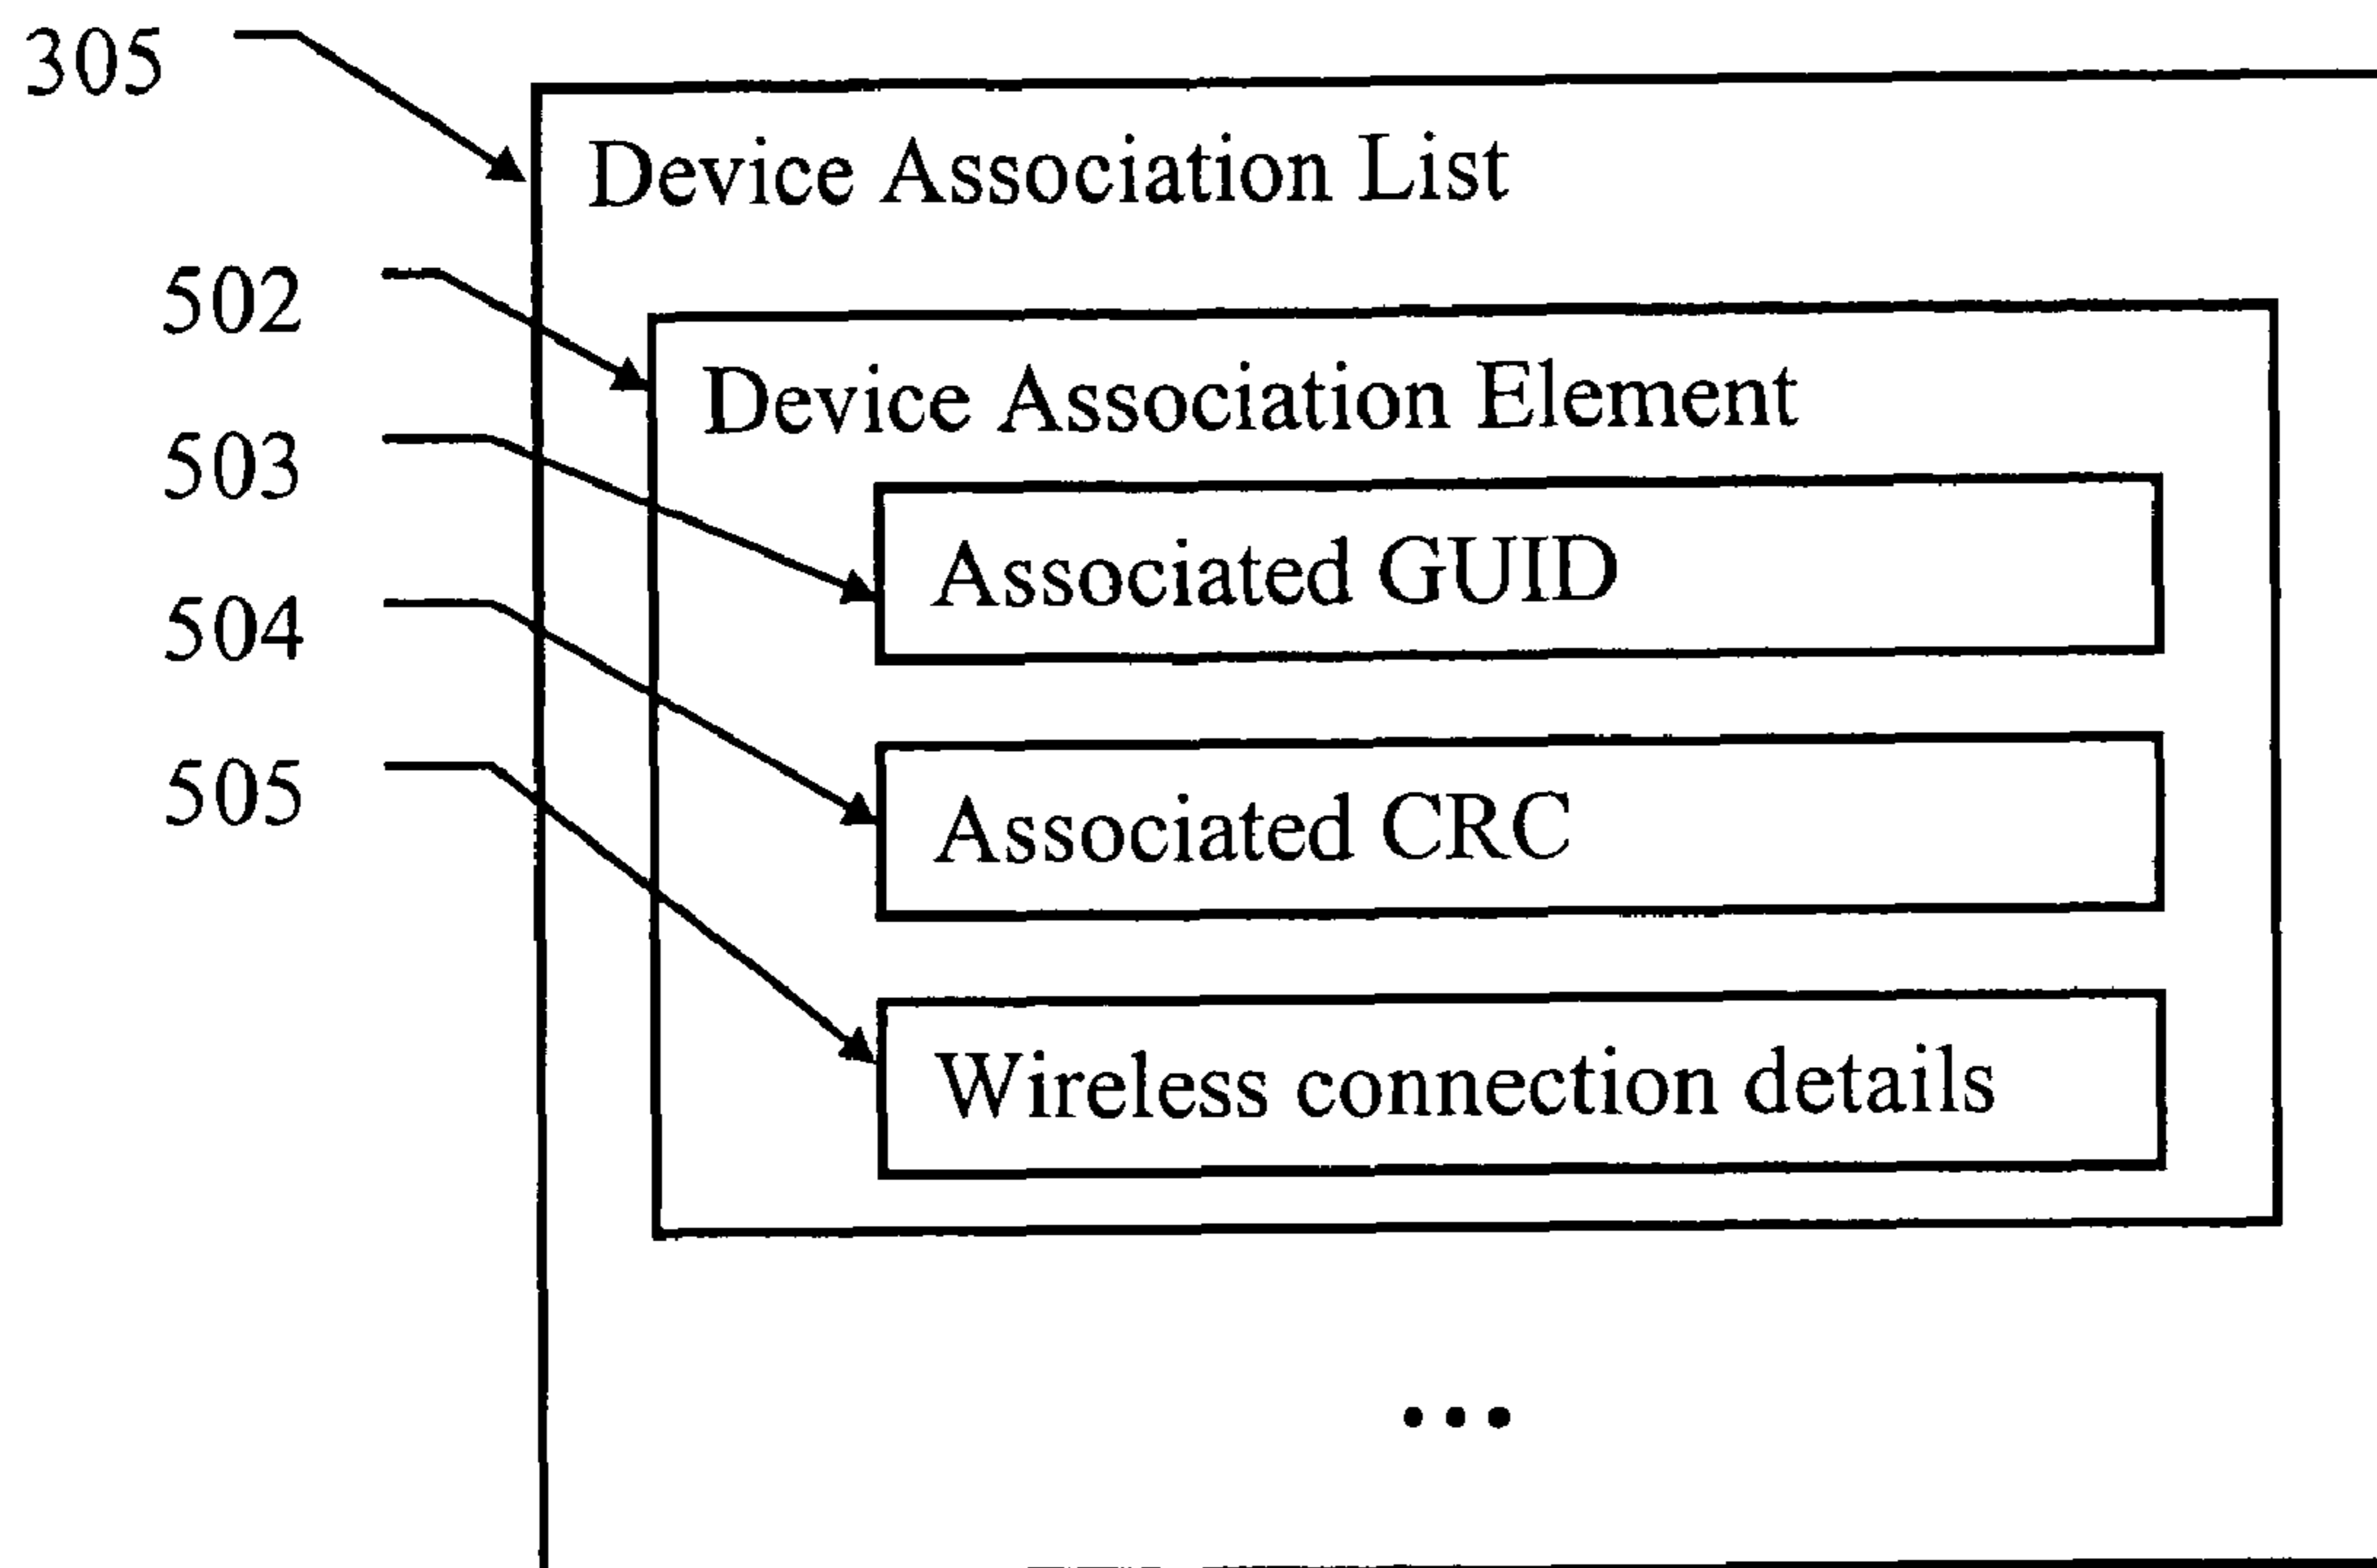 305
Device Association List
502
Device Association Element
503
Associated GUID
504
Associated CRC
505
Wireless connection details
...